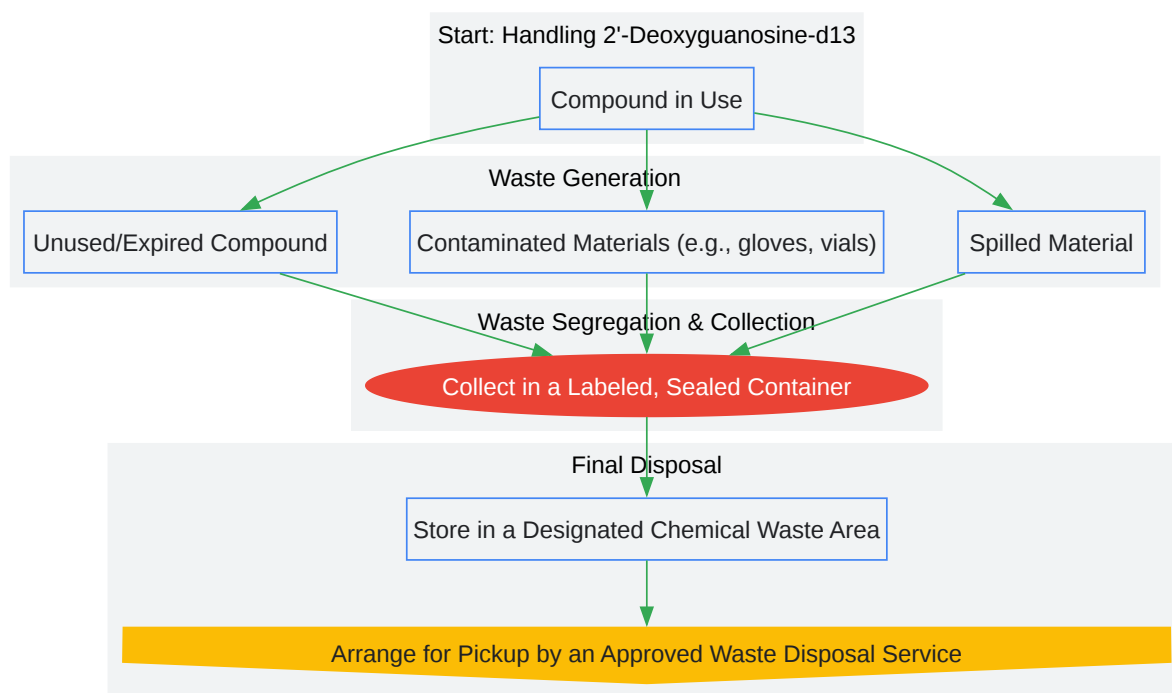 Start: Handling 2'-Deoxyguanosine-d13
Compound in Use
Waste Generation
Unused/Expired Compound
Contaminated Materials (e.g., gloves, vials)
Spilled Material
Waste Segregation & Collection
Collect in a Labeled, Sealed Container
Final Disposal
Store in a Designated Chemical Waste Area
Arrange for Pickup by an Approved Waste Disposal Service